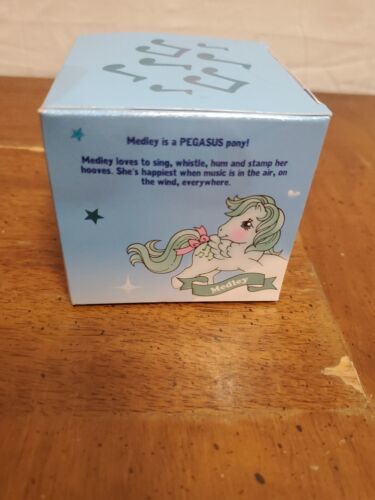 Medley is a PEGASUS pony!
Medley loves to sing, whistle, hum and stamp her
hooves. She's happiest when music is in the air, on
the wind, everywhere.
Medley